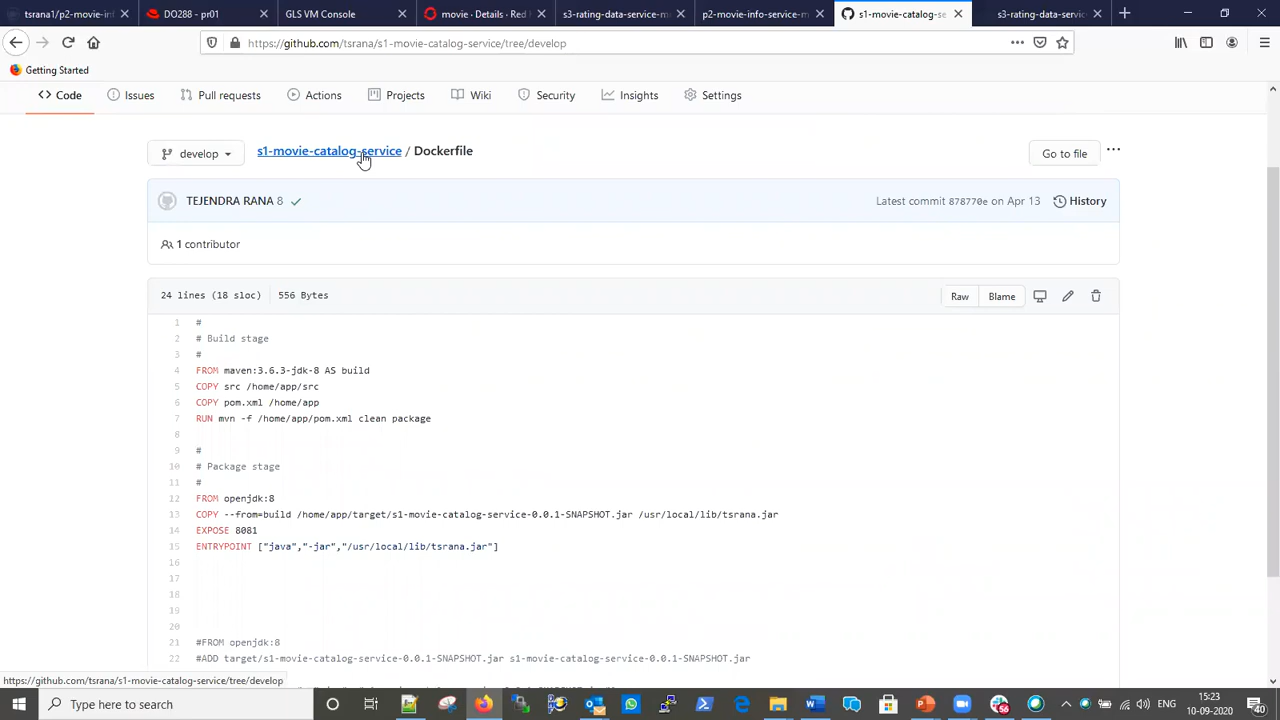 tsrana1/p2-movie-in
DO288 - pr01
GLS VM Console
movie · Details · Red
s3-rating-data-service-m
p2-movie-info-service-m
s1-movie-catalog-se
s3-rating-data-servic
https://github.com/tsrana/s1-movie-catalog-service/tree/develop
Getting Started
Code
Issues
Pull requests
Actions
Projects
Wiki
Security
Insights
Settings
develop
s1-movie-catalog-service / Dockerfile
Go to file
TEJENDRA RANA 8
Latest commit 878770e on Apr 13
History
1 contributor
24 lines (18 sloc)
556 Bytes
Raw
Blame
1 #
2 # Build stage
3 #
4 FROM maven:3.6.3-jdk-8 AS build
5 COPY src /home/app/src
6 COPY pom.xml /home/app
7 RUN mvn -f /home/app/pom.xml clean package
8
9 #
10 # Package stage
11 #
12 FROM openjdk:8
13 COPY --from=build /home/app/target/s1-movie-catalog-service-0.0.1-SNAPSHOT.jar /usr/local/lib/tsrana.jar
14 EXPOSE 8081
15 ENTRYPOINT ["java","-jar","/usr/local/lib/tsrana.jar"]
16
17
18
19
20
21 #FROM openjdk:8
22 #ADD target/s1-movie-catalog-service-0.0.1-SNAPSHOT.jar s1-movie-catalog-service-0.0.1-SNAPSHOT.jar
https://github.com/tsrana/s1-movie-catalog-service/tree/develop
Type here to search
56
ENG
15:23
10-09-2020
40